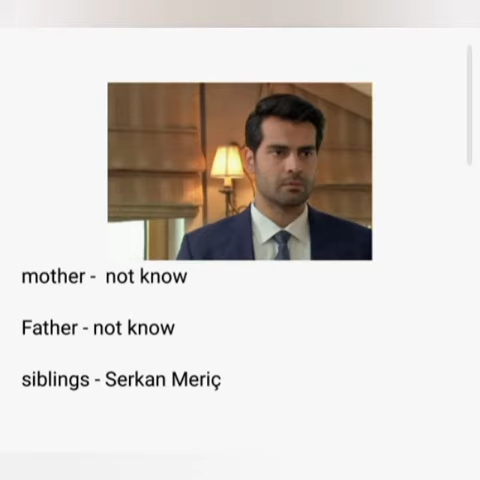 mother -  not know
Father - not know
siblings - Serkan Meriç